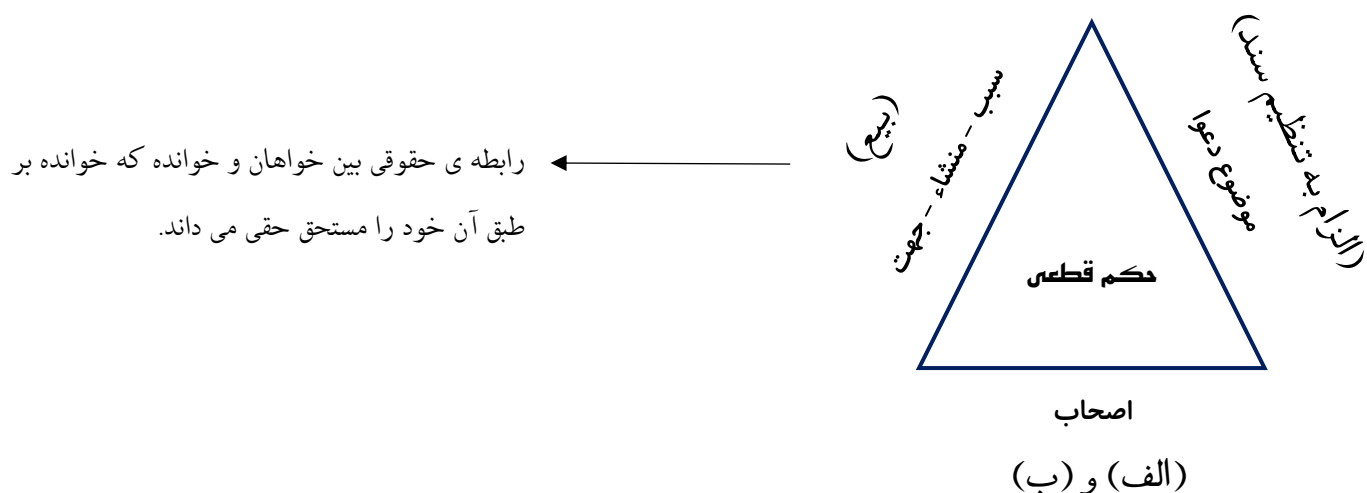 (الزام به تنظیم سند)
موضوع دعوا
سبب - منشاء - جهت
(بیع)
رابطه ی حقوقی بین خواهان و خوانده که خوانده بر
طبق آن خود را مستحق حقی می داند.
حکم قطعی
اصحاب
(الف) و (ب)